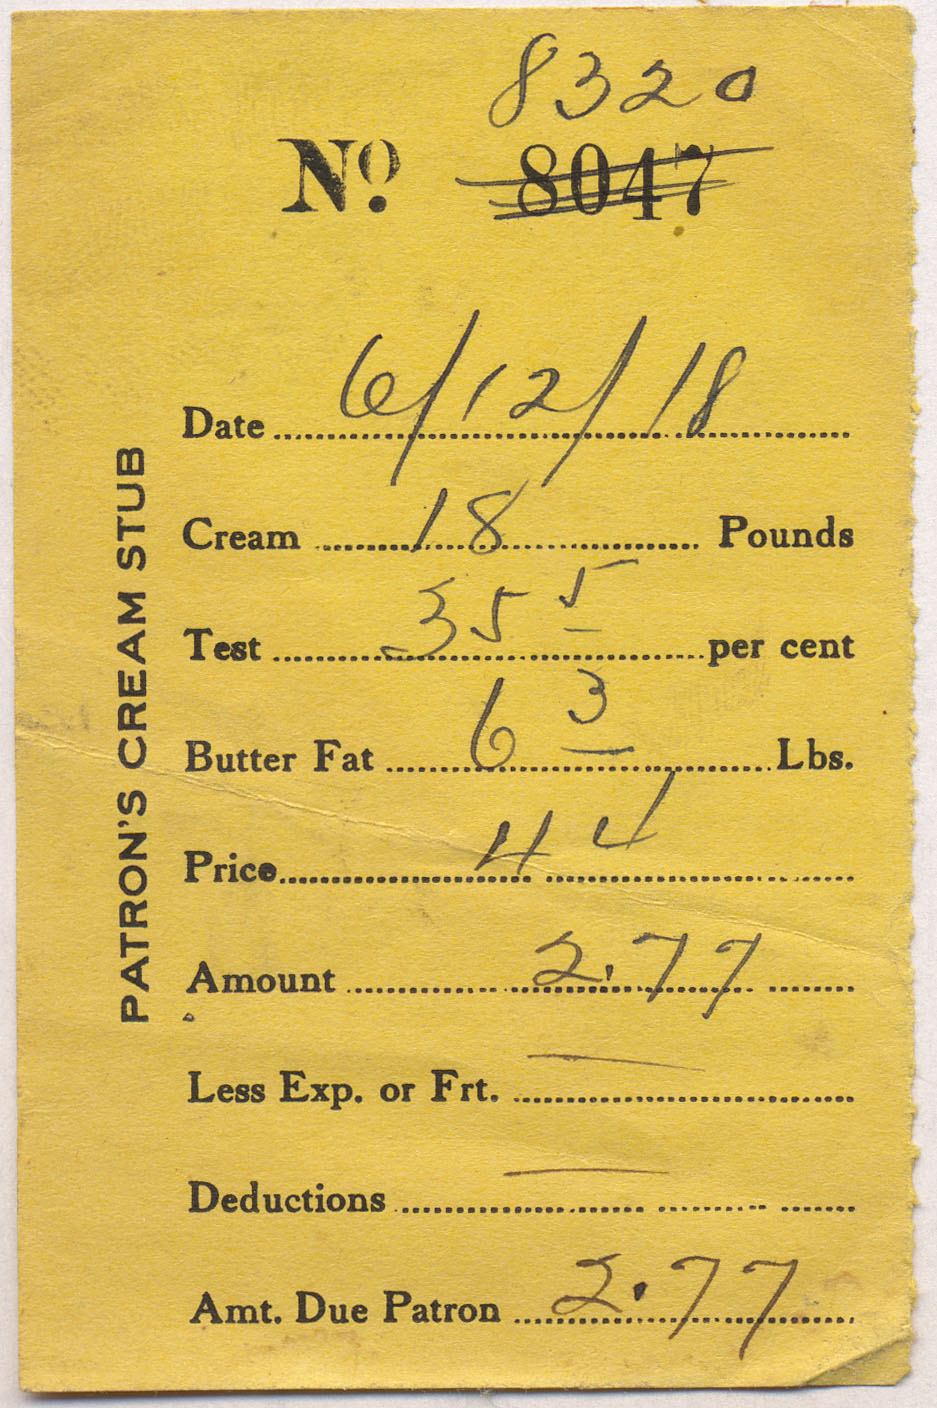 8320
No. 8047
Date 6/12/18
Cream 18 Pounds
Test 35 5 per cent
Butter Fat 6 3 Lbs.
Price 44
Amount 2.77
Less Exp. or Frt. —
Deductions —
Amt. Due Patron 2.77
PATRON'S CREAM STUB